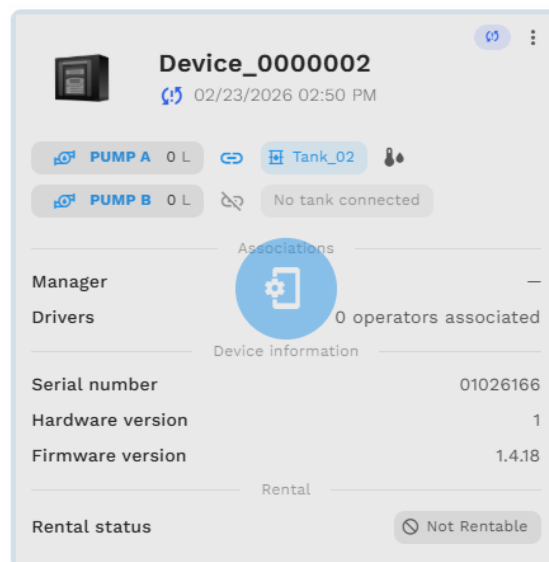 Device_0000002
02/23/2026 02:50 PM
PUMP A 0 L Tank_02
PUMP B 0 L No tank connected
Associations
Manager —
Drivers 0 operators associated
Device information
Serial number 01026166
Hardware version 1
Firmware version 1.4.18
Rental
Rental status Not Rentable